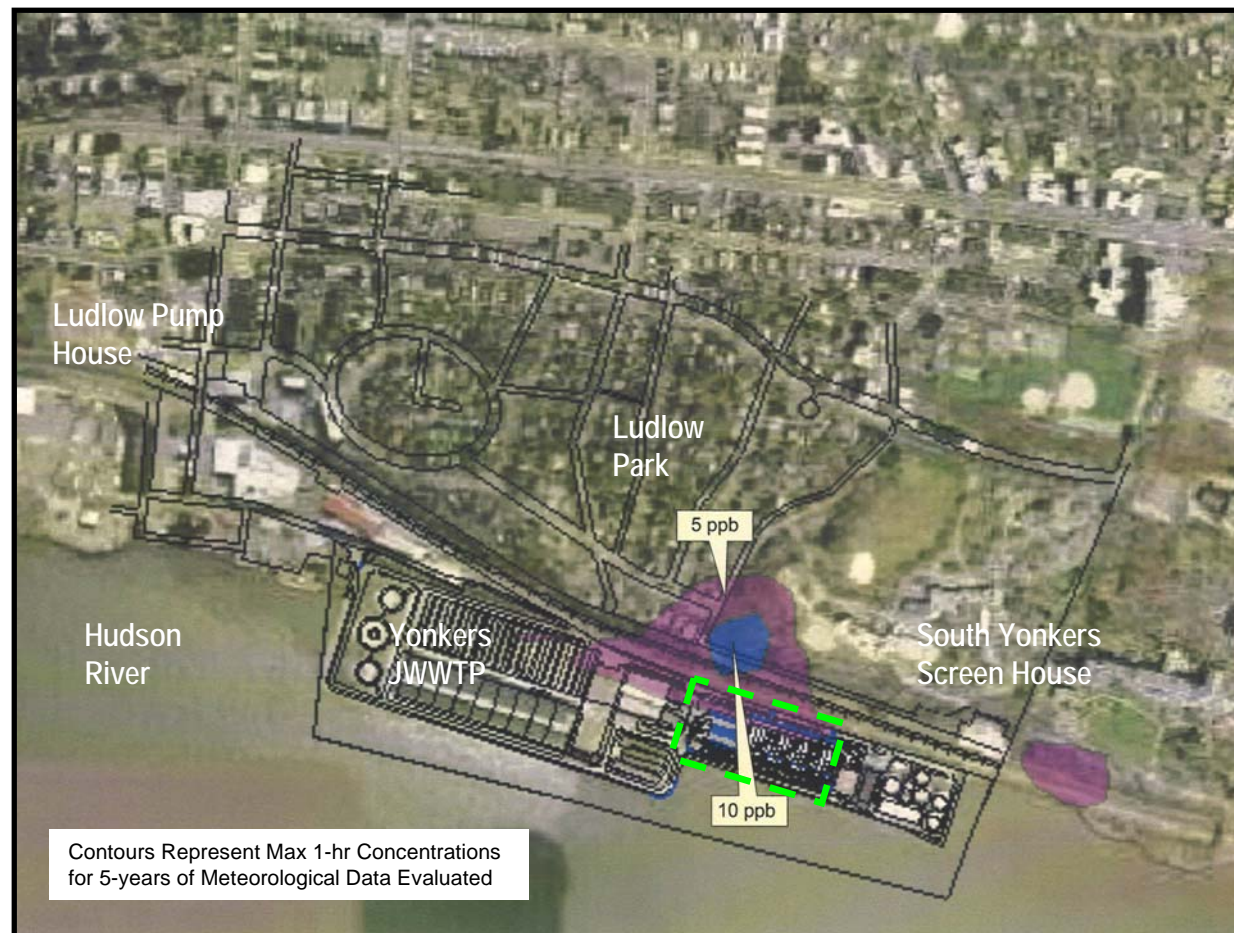 Ludlow Pump
House
Ludlow
Park
5 ppb
Hudson
River
Yonkers
JWWTP
South Yonkers
Screen House
10 ppb
Contours Represent Max 1-hr Concentrations
for 5-years of Meteorological Data Evaluated